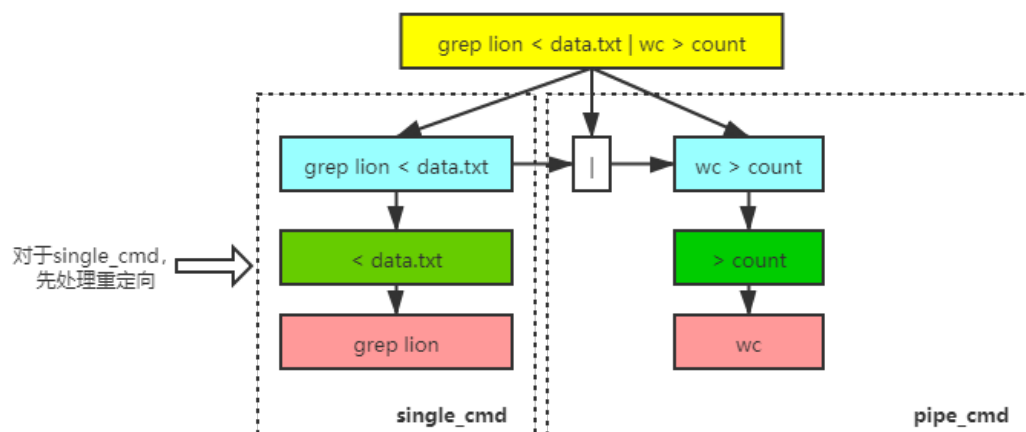 grep lion < data.txt | wc > count
grep lion < data.txt
|
wc > count
对于single_cmd，
先处理重定向
< data.txt
> count
grep lion
wc
single_cmd
pipe_cmd